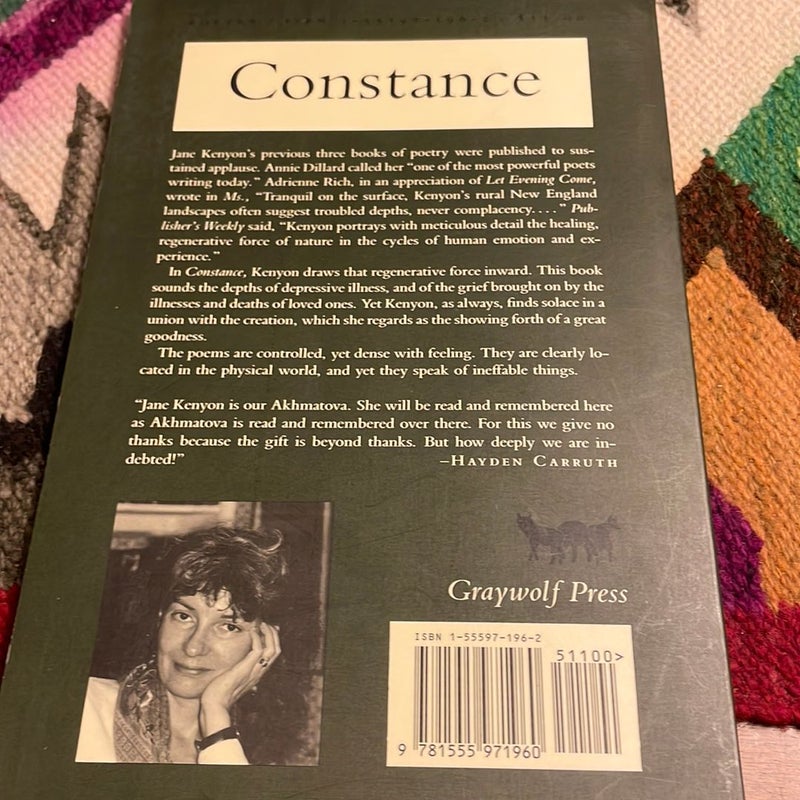 Constance
Jane Kenyon's previous three books of poetry were published to sus-
tained applause. Annie Dillard called her "one of the most powerful poets
writing today." Adrienne Rich, in an appreciation of Let Evening Come,
wrote in Ms., "Tranquil on the surface, Kenyon's rural New England
landscapes often suggest troubled depths, never complacency...." Pub-
lisher's Weekly said, "Kenyon portrays with meticulous detail the healing,
regenerative force of nature in the cycles of human emotion and ex-
perience."
In Constance, Kenyon draws that regenerative force inward. This book
sounds the depths of depressive illness, and of the grief brought on by the
illnesses and deaths of loved ones. Yet Kenyon, as always, finds solace in a
union with the creation, which she regards as the showing forth of a great
goodness.
The poems are controlled, yet dense with feeling. They are clearly lo-
cated in the physical world, and yet they speak of ineffable things.
"Jane Kenyon is our Akhmatova. She will be read and remembered here
as Akhmatova is read and remembered over there. For this we give no
thanks because the gift is beyond thanks. But how deeply we are in-
debted!" –HAYDEN CARRUTH
Graywolf Press
ISBN 1-55597-196-2
51100>
9 781555 971960